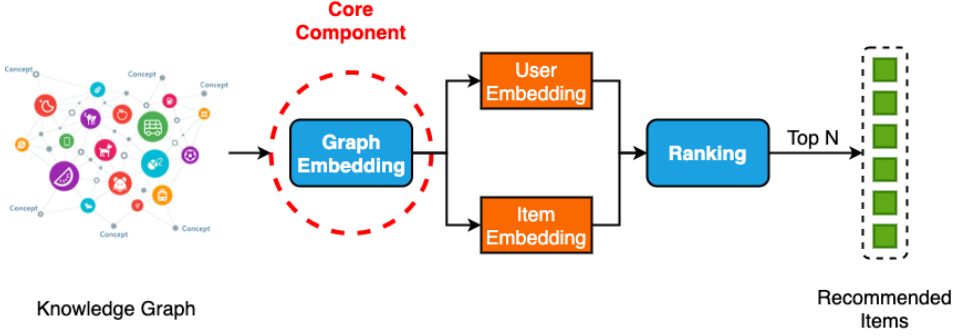 Core
Component
Concept
Concept
Concept
Concept
Concept
Concept
Concept
Graph
Embedding
User
Embedding
Item
Embedding
Ranking
Top N
Knowledge Graph
Recommended
Items